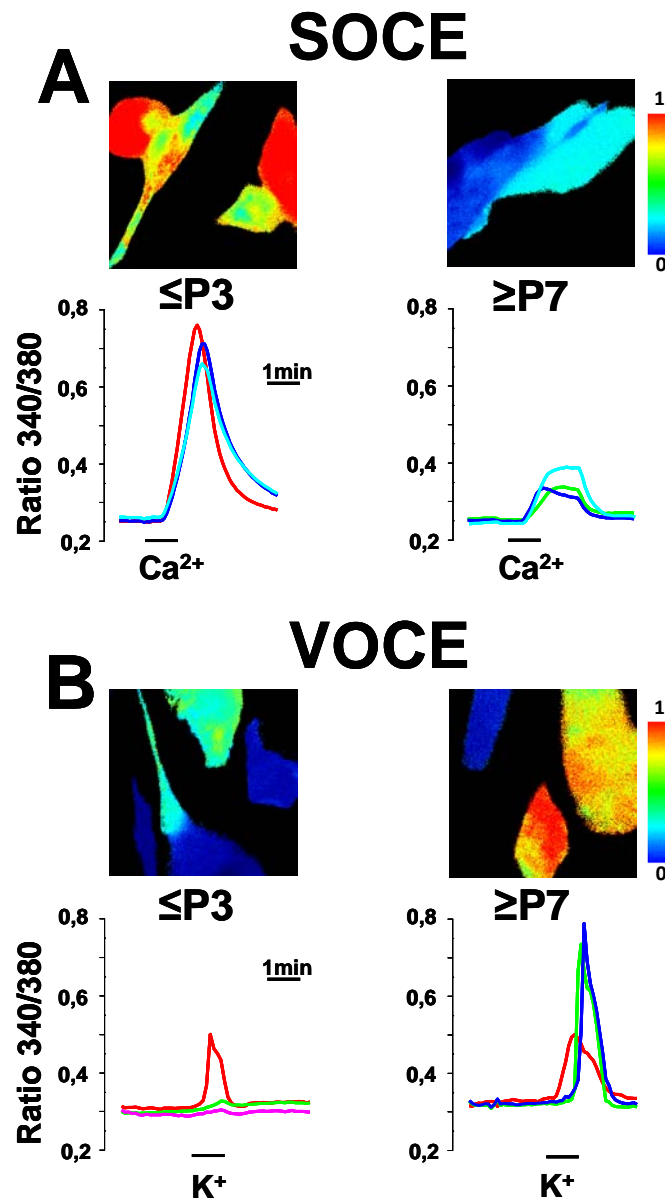 SOCE
A
1
0
≤P3
≥P7
0,8
0,6
0,4
0,2
Ratio 340/380
1min
Ca²⁺
0,8
0,6
0,4
0,2
Ca²⁺
VOCE
B
1
0
≤P3
≥P7
0,8
0,6
0,4
0,2
Ratio 340/380
1min
K⁺
0,8
0,6
0,4
0,2
K⁺